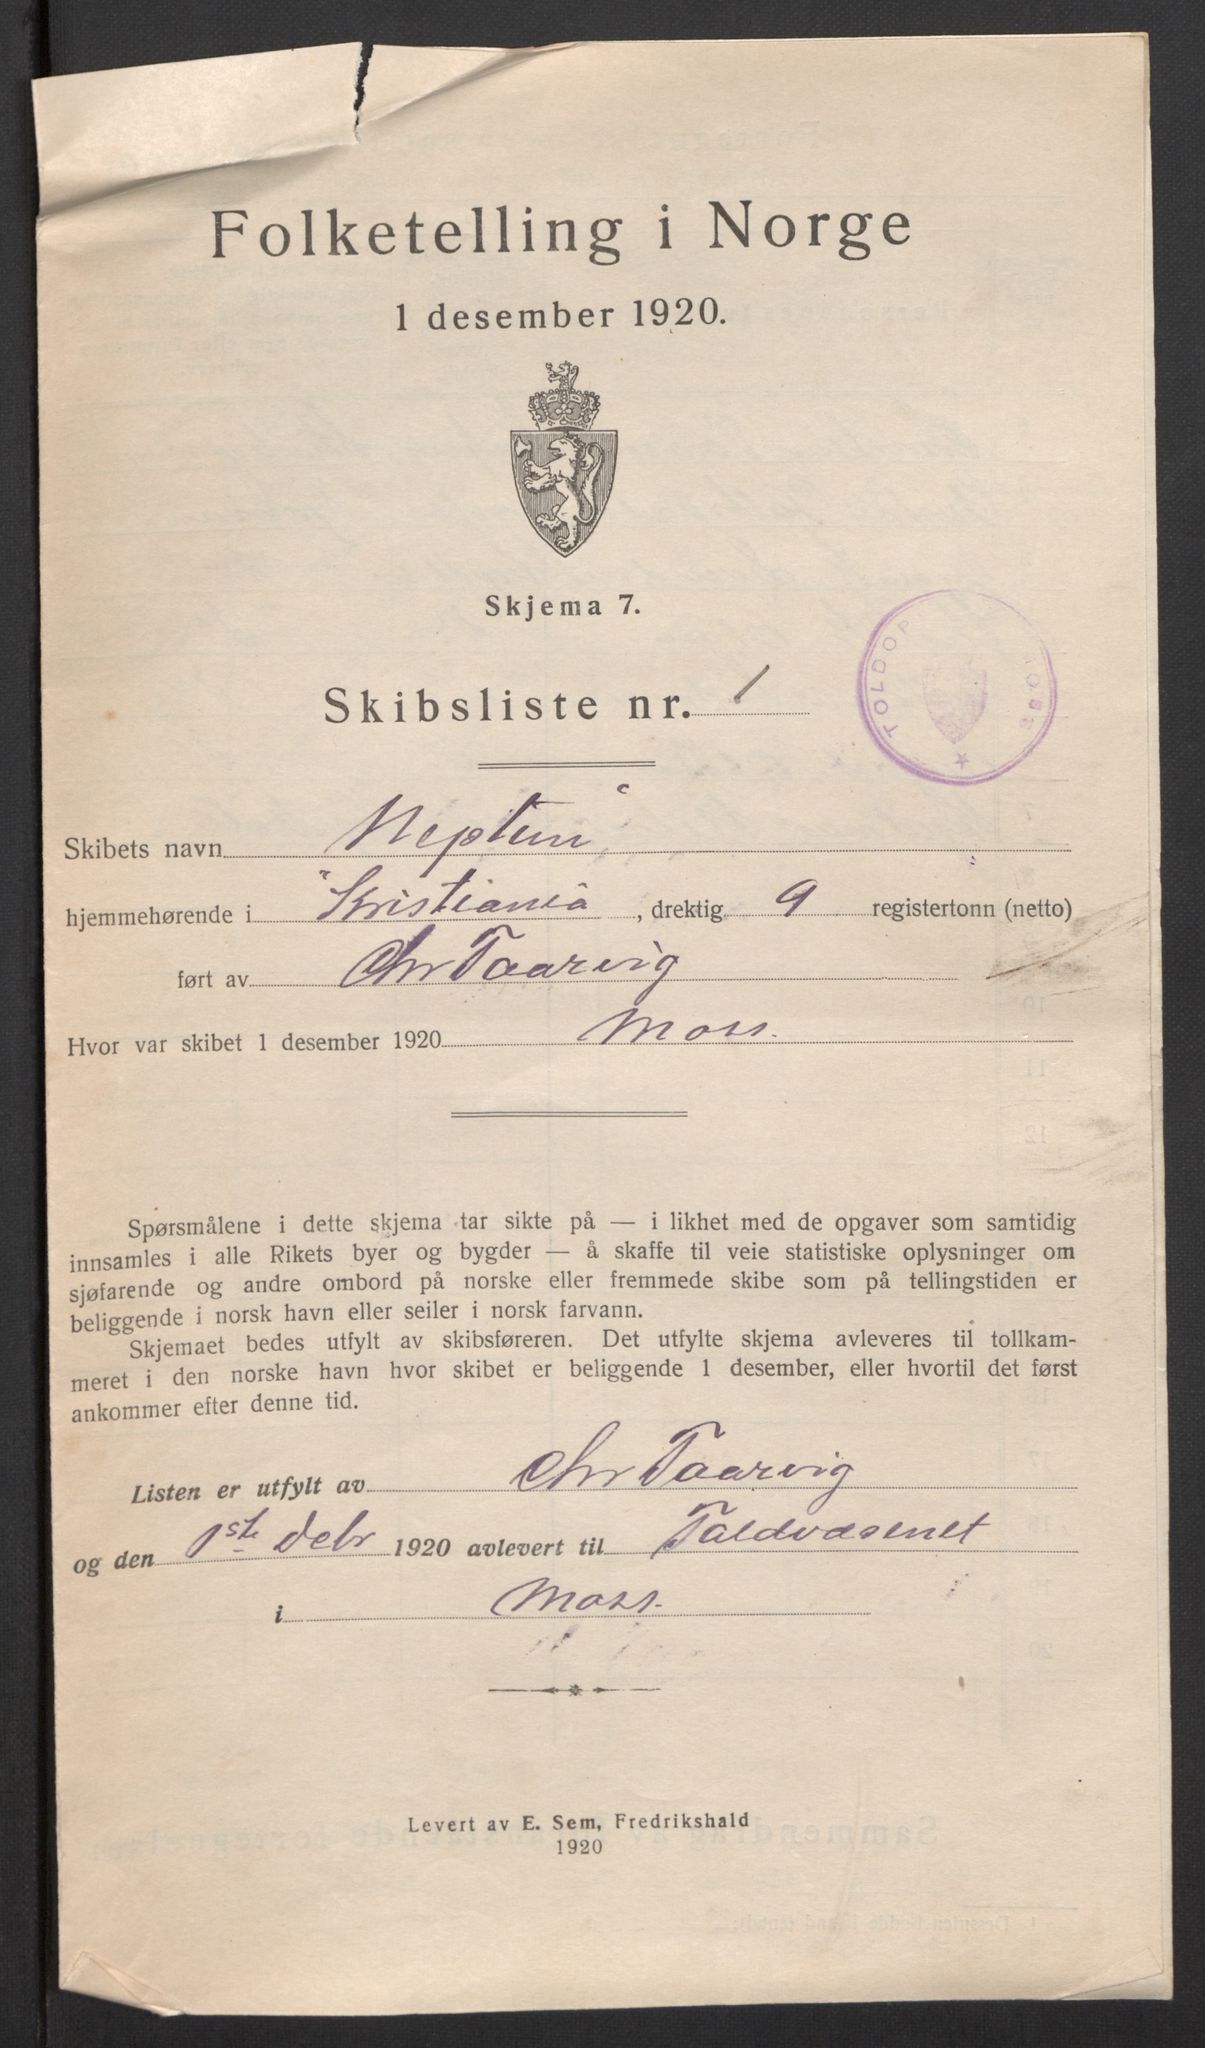 Folketelling i Norge
1 desember 1920.
Skjema 7.
TOLDOP
Skibsliste nr. 1
Skibets navn Neptun
hjemmehørende i Kristiania, drektig 9 registertonn (netto)
ført av Chr Taarvig
Hvor var skibet 1 desember 1920 Moss.
Spørsmålene i dette skjema tar sikte på — i likhet med de opgaver som samtidig
innsamles i alle Rikets byer og bygder — å skaffe til veie statistiske oplysninger om
sjøfarende og andre ombord på norske eller fremmede skibe som på tellingstiden er
beliggende i norsk havn eller seiler i norsk farvann.
Skjemaet bedes utfylt av skibsføreren. Det utfylte skjema avleveres til tollkam-
meret i den norske havn hvor skibet er beliggende 1 desember, eller hvortil det først
ankommer efter denne tid.
Listen er utfylt av Chr Taarvig
og den 1ste Debr 1920 avlevert til Toldvæsenet
i Moss.
Levert av E. Sem, Fredrikshald
1920